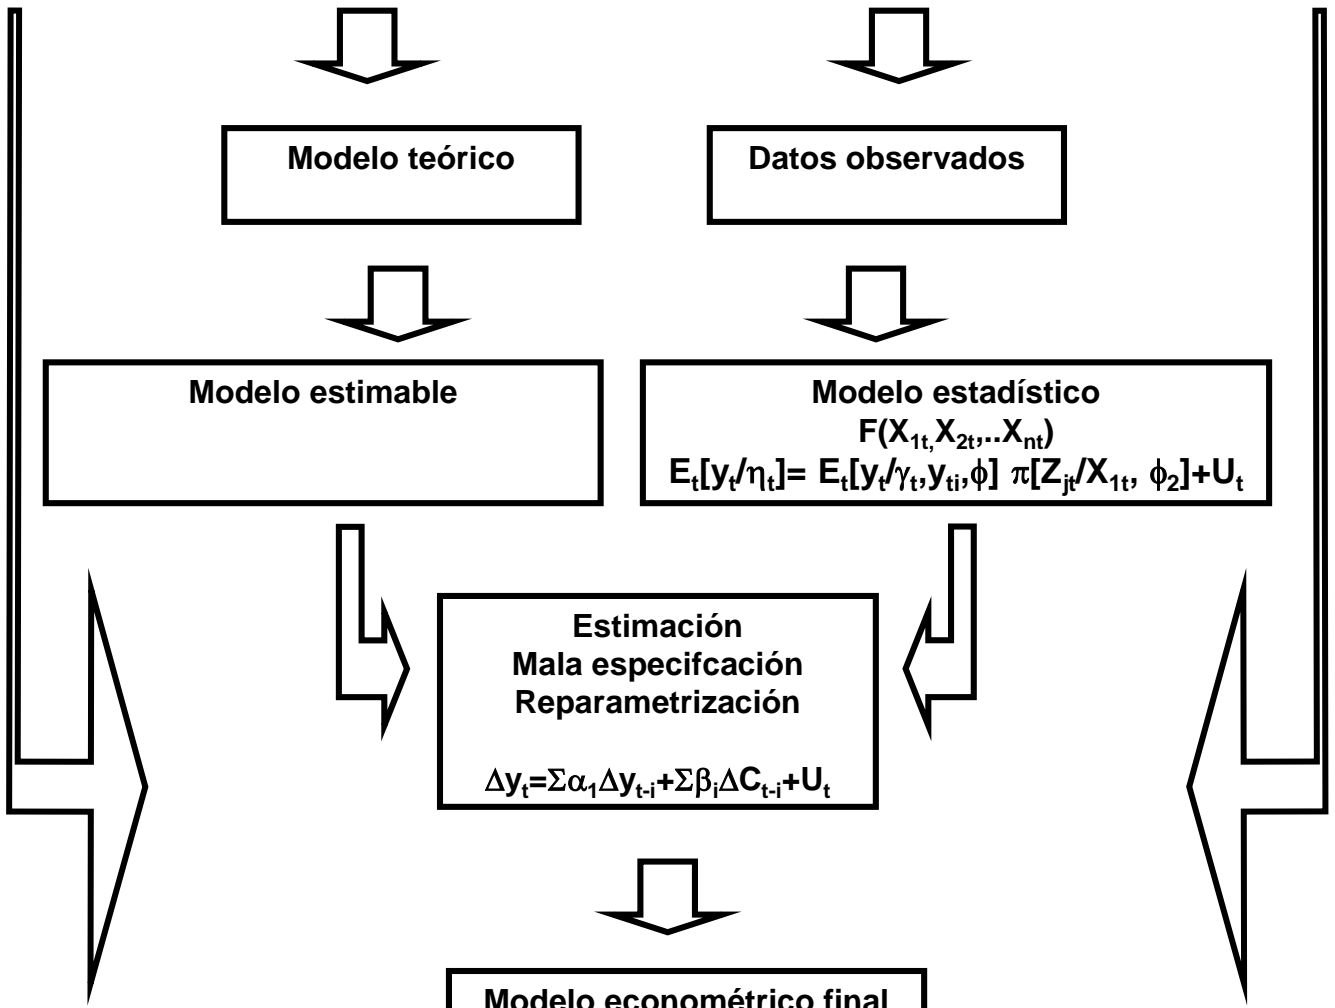 Modelo teórico
Datos observados
Modelo estimable
Modelo estadístico
F(X₁ₜ,X₂ₜ,..Xₙₜ)
Eₜ[yₜ/ηₜ]= Eₜ[yₜ/γₜ,yₜᵢ,ϕ] π[Zⱼₜ/X₁ₜ, ϕ₂]+Uₜ
Estimación
Mala especifcación
Reparametrización
Δyₜ=Σα₁Δyₜ₋ᵢ+ΣβᵢΔCₜ₋ᵢ+Uₜ
Modelo econométrico final